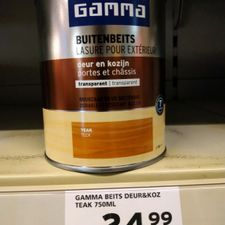 GAMMA
BUITENBEITS
LASURE POUR EXTÉRIEUR
deur en kozijn
portes et châssis
transparant | transparent
TEAK
TECK
GAMMA BEITS DEUR&KOZ
TEAK 750ML
34.99